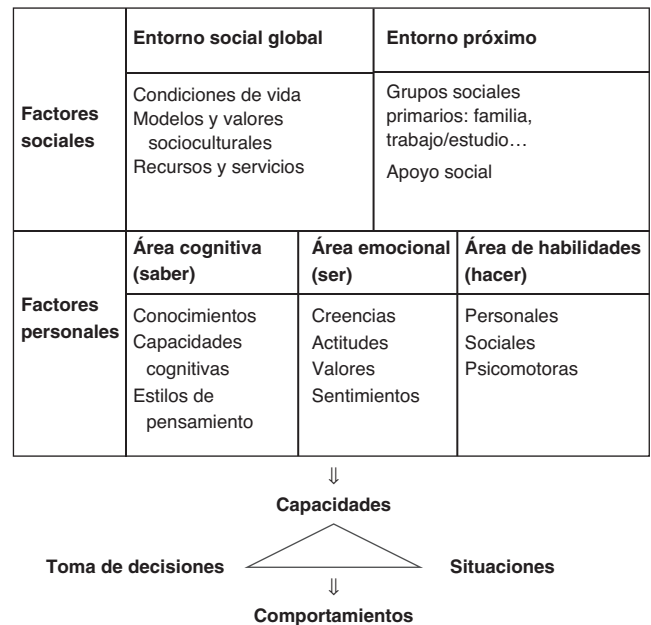 Entorno social global
Entorno próximo
Factores
sociales
Condiciones de vida
Modelos y valores
socioculturales
Recursos y servicios
Grupos sociales
primarios: familia,
trabajo/estudio…
Apoyo social
Factores
personales
Área cognitiva
(saber)
Área emocional
(ser)
Área de habilidades
(hacer)
Conocimientos
Capacidades
cognitivas
Estilos de
pensamiento
Creencias
Actitudes
Valores
Sentimientos
Personales
Sociales
Psicomotoras
⇓
Capacidades
Toma de decisiones
Situaciones
⇓
Comportamientos